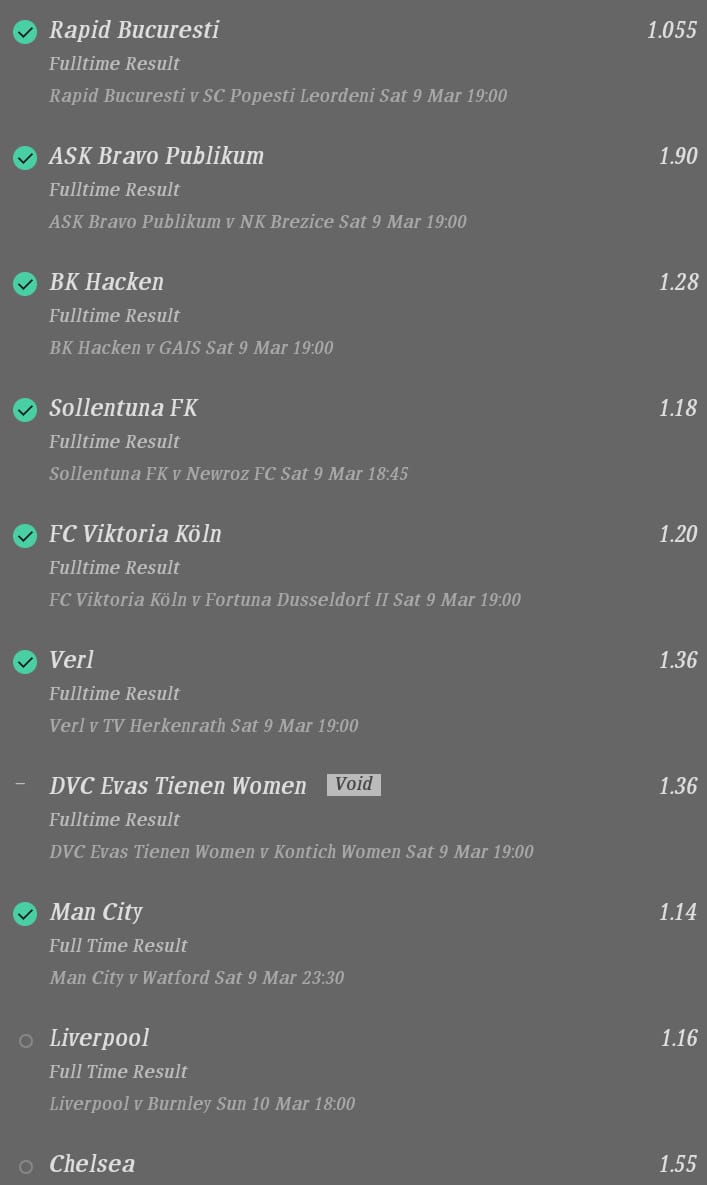 Rapid Bucuresti 1.055
Fulltime Result
Rapid Bucuresti v SC Popesti Leordeni Sat 9 Mar 19:00
ASK Bravo Publikum 1.90
Fulltime Result
ASK Bravo Publikum v NK Brezice Sat 9 Mar 19:00
BK Hacken 1.28
Fulltime Result
BK Hacken v GAIS Sat 9 Mar 19:00
Sollentuna FK 1.18
Fulltime Result
Sollentuna FK v Newroz FC Sat 9 Mar 18:45
FC Viktoria Köln 1.20
Fulltime Result
FC Viktoria Köln v Fortuna Dusseldorf II Sat 9 Mar 19:00
Verl 1.36
Fulltime Result
Verl v TV Herkenrath Sat 9 Mar 19:00
DVC Evas Tienen Women Void 1.36
Fulltime Result
DVC Evas Tienen Women v Kontich Women Sat 9 Mar 19:00
Man City 1.14
Full Time Result
Man City v Watford Sat 9 Mar 23:30
Liverpool 1.16
Full Time Result
Liverpool v Burnley Sun 10 Mar 18:00
Chelsea 1.55